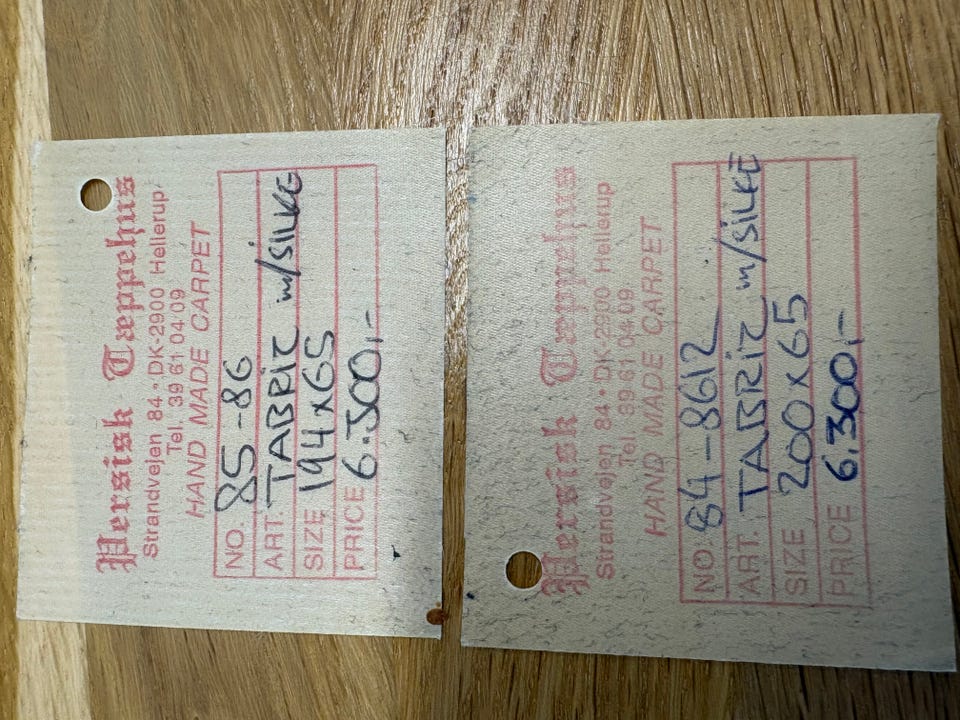 Persisk Tæppehus
Strandvejen 84 • DK-2900 Hellerup
Tel. 39 61 04 09
HAND MADE CARPET
NO. 85-86
ART. TABRIZ m/SILKE
SIZE 194x65
PRICE 6.300,-
Persisk Tæppehus
Strandvejen 84 • DK-2900 Hellerup
Tel. 39 61 04 09
HAND MADE CARPET
NO. 84-8612
ART. TABRIZ m/SILKE
SIZE 200x65
PRICE 6.300,-